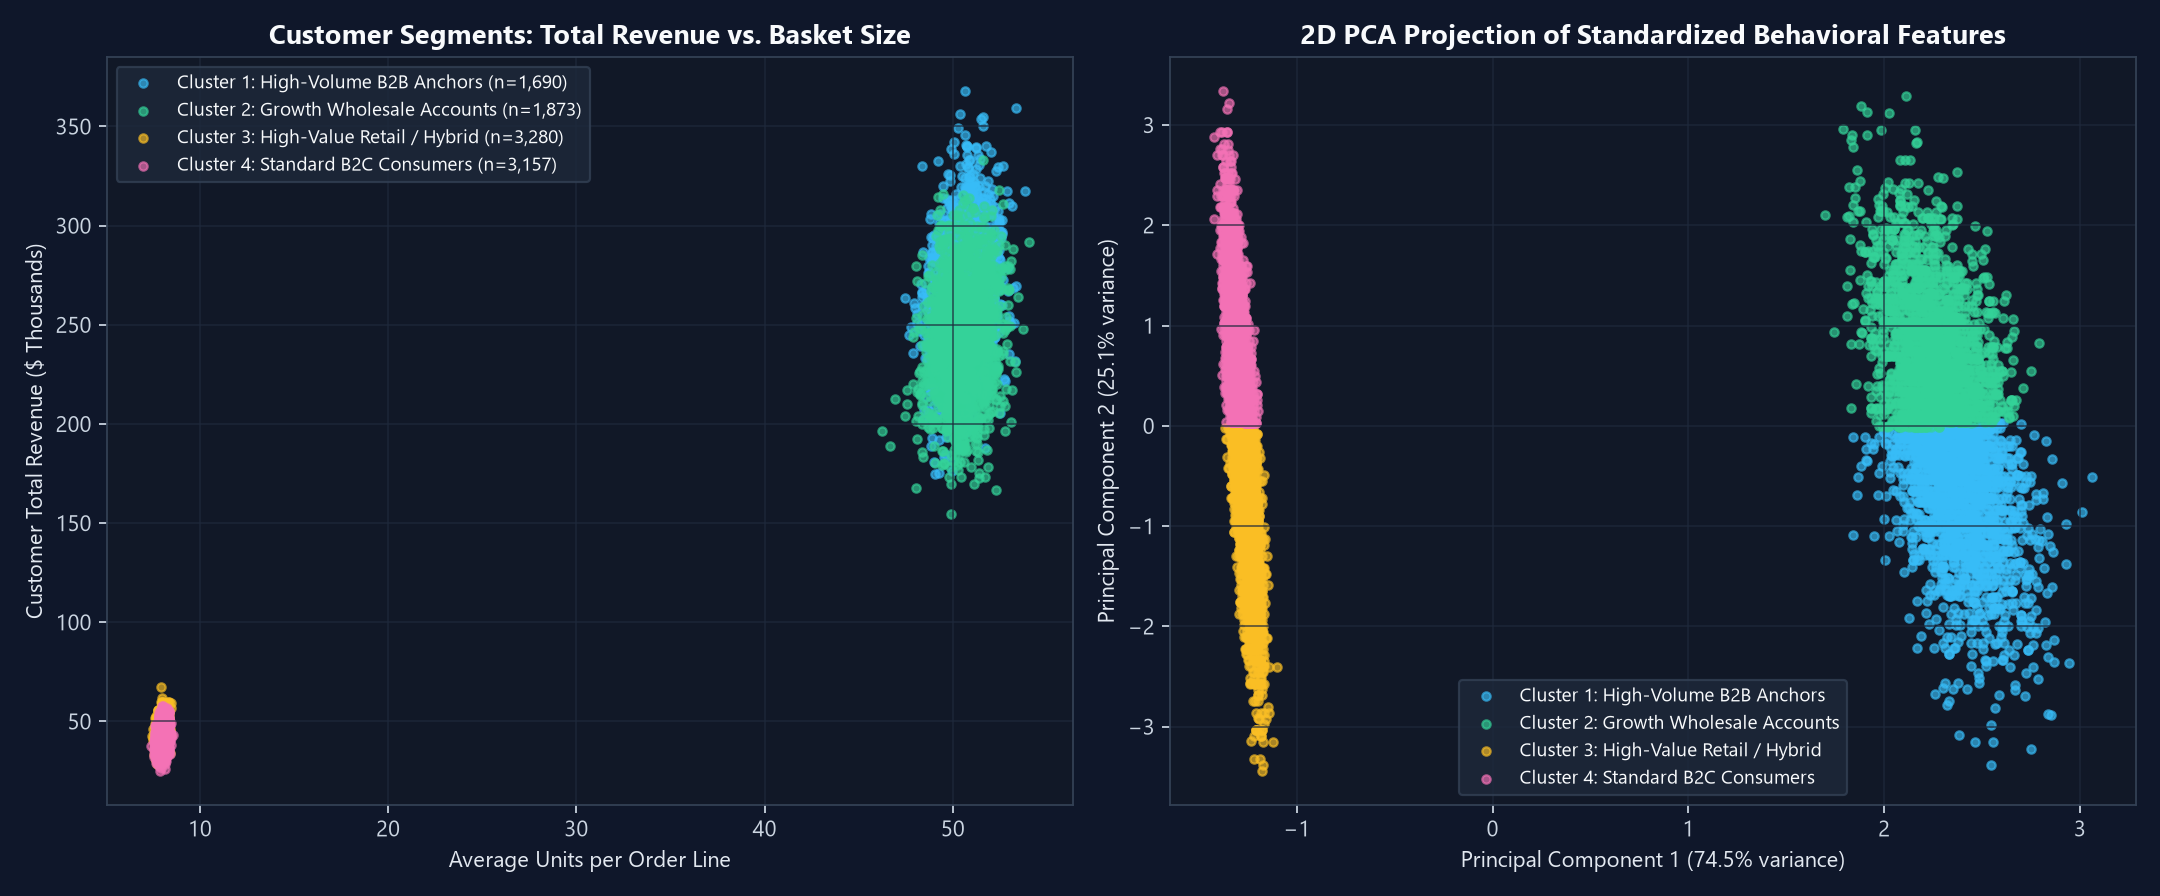 Customer Segments: Total Revenue vs. Basket Size
Cluster 1: High-Volume B2B Anchors (n=1,690)
Cluster 2: Growth Wholesale Accounts (n=1,873)
Cluster 3: High-Value Retail / Hybrid (n=3,280)
Cluster 4: Standard B2C Consumers (n=3,157)
Customer Total Revenue ($ Thousands)
350
300
250
200
150
100
50
10
20
30
40
50
Average Units per Order Line
2D PCA Projection of Standardized Behavioral Features
Principal Component 2 (25.1% variance)
3
2
1
0
−1
−2
−3
Cluster 1: High-Volume B2B Anchors
Cluster 2: Growth Wholesale Accounts
Cluster 3: High-Value Retail / Hybrid
Cluster 4: Standard B2C Consumers
−1
0
1
2
3
Principal Component 1 (74.5% variance)